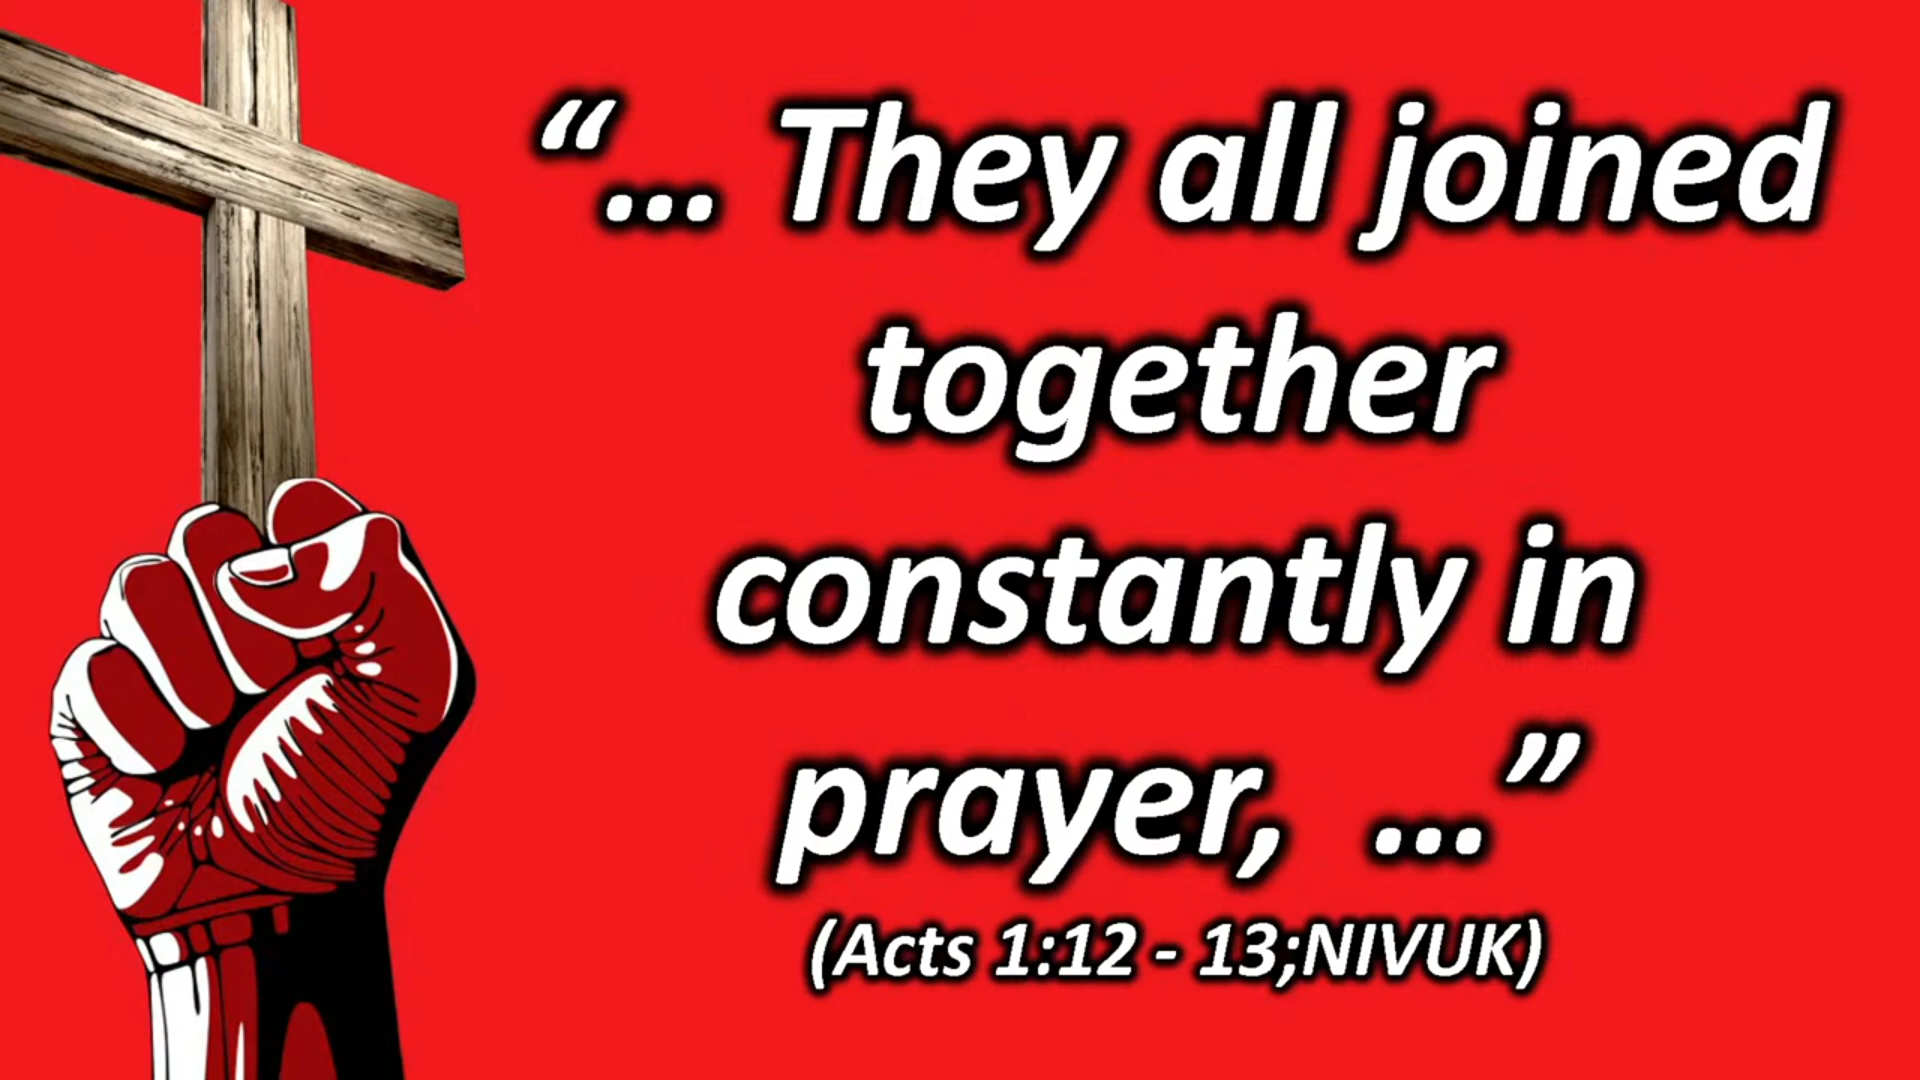 “... They all joined
together
constantly in
prayer, ...”
(Acts 1:12 - 13;NIVUK)